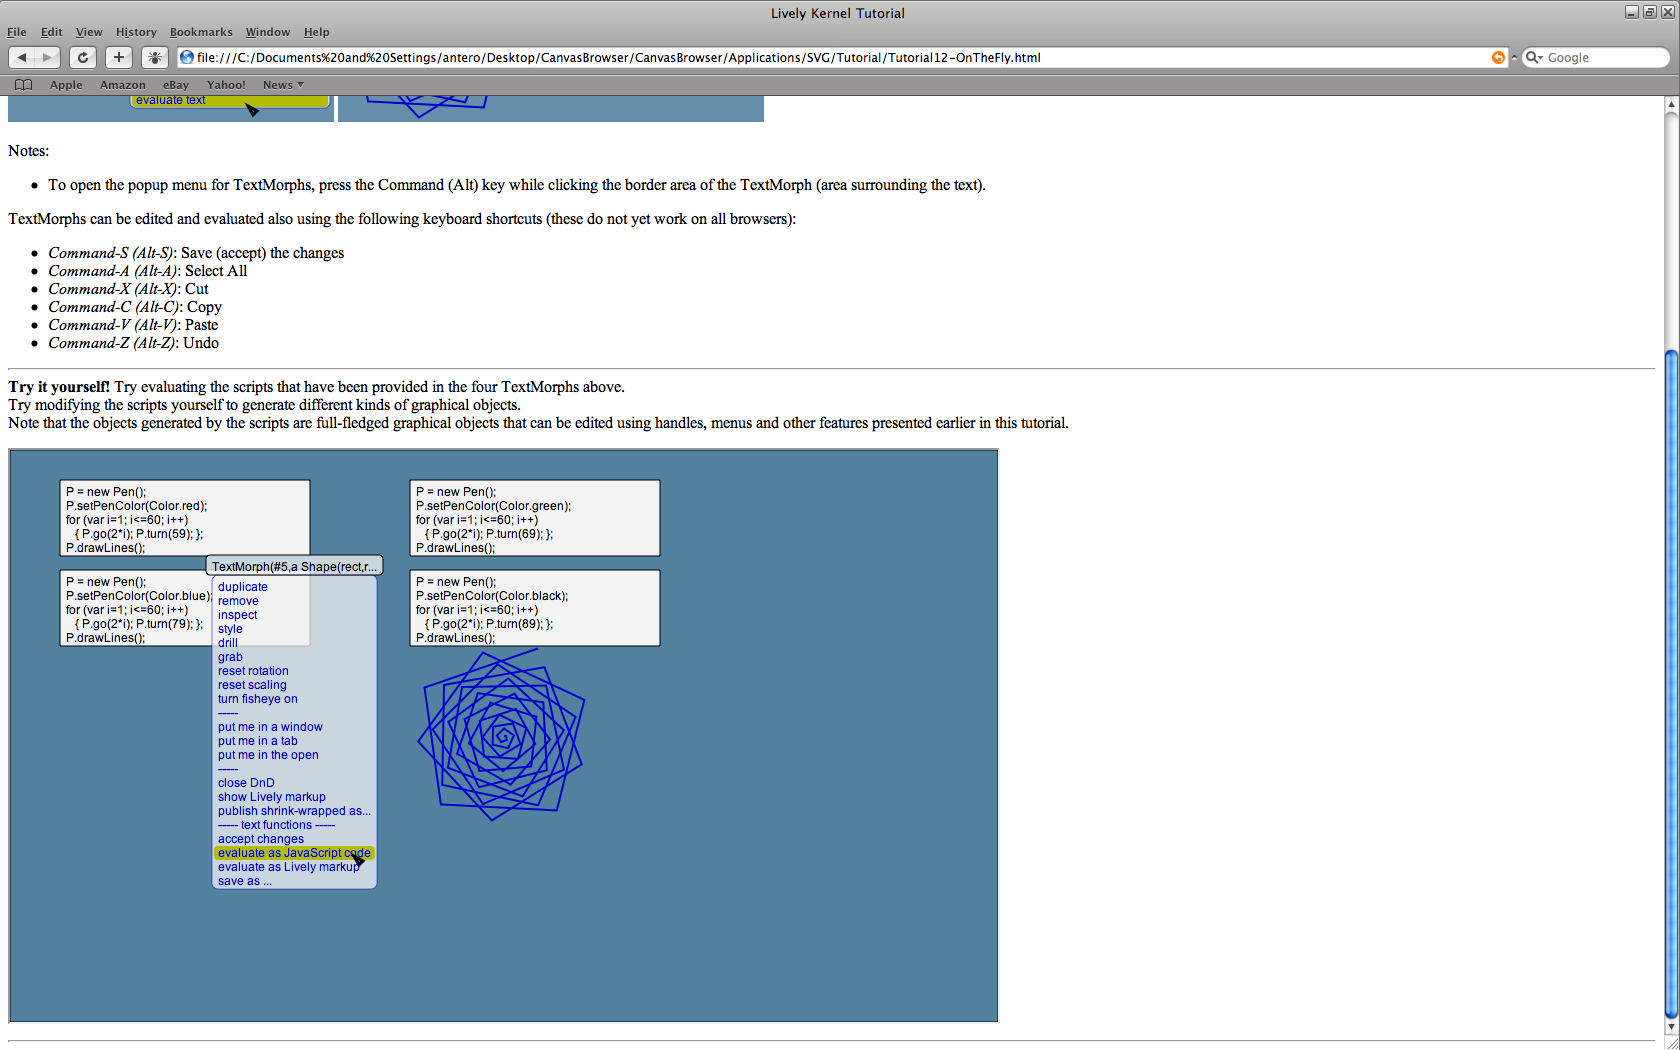 Lively Kernel Tutorial
File Edit View History Bookmarks Window Help
file:///C:/Documents%20and%20Settings/antero/Desktop/CanvasBrowser/CanvasBrowser/Applications/SVG/Tutorial/Tutorial12-OnTheFly.html
Google
Apple Amazon eBay Yahoo! News
evaluate text
Notes:
To open the popup menu for TextMorphs, press the Command (Alt) key while clicking the border area of the TextMorph (area surrounding the text).
TextMorphs can be edited and evaluated also using the following keyboard shortcuts (these do not yet work on all browsers):
Command-S (Alt-S): Save (accept) the changes
Command-A (Alt-A): Select All
Command-X (Alt-X): Cut
Command-C (Alt-C): Copy
Command-V (Alt-V): Paste
Command-Z (Alt-Z): Undo
Try it yourself! Try evaluating the scripts that have been provided in the four TextMorphs above.
Try modifying the scripts yourself to generate different kinds of graphical objects.
Note that the objects generated by the scripts are full-fledged graphical objects that can be edited using handles, menus and other features presented earlier in this tutorial.
P = new Pen();
P.setPenColor(Color.red);
for (var i=1; i<=60; i++)
{ P.go(2*i); P.turn(59); };
P.drawLines();
P = new Pen();
P.setPenColor(Color.green);
for (var i=1; i<=60; i++)
{ P.go(2*i); P.turn(69); };
P.drawLines();
P = new Pen();
P.setPenColor(Color.blue);
for (var i=1; i<=60; i++)
{ P.go(2*i); P.turn(79); };
P.drawLines();
P = new Pen();
P.setPenColor(Color.black);
for (var i=1; i<=60; i++)
{ P.go(2*i); P.turn(89); };
P.drawLines();
TextMorph(#5,a Shape(rect,r...
duplicate
remove
inspect
style
drill
grab
reset rotation
reset scaling
turn fisheye on
-----
put me in a window
put me in a tab
put me in the open
-----
close DnD
show Lively markup
publish shrink-wrapped as...
----- text functions -----
accept changes
evaluate as JavaScript code
evaluate as Lively markup
save as ...